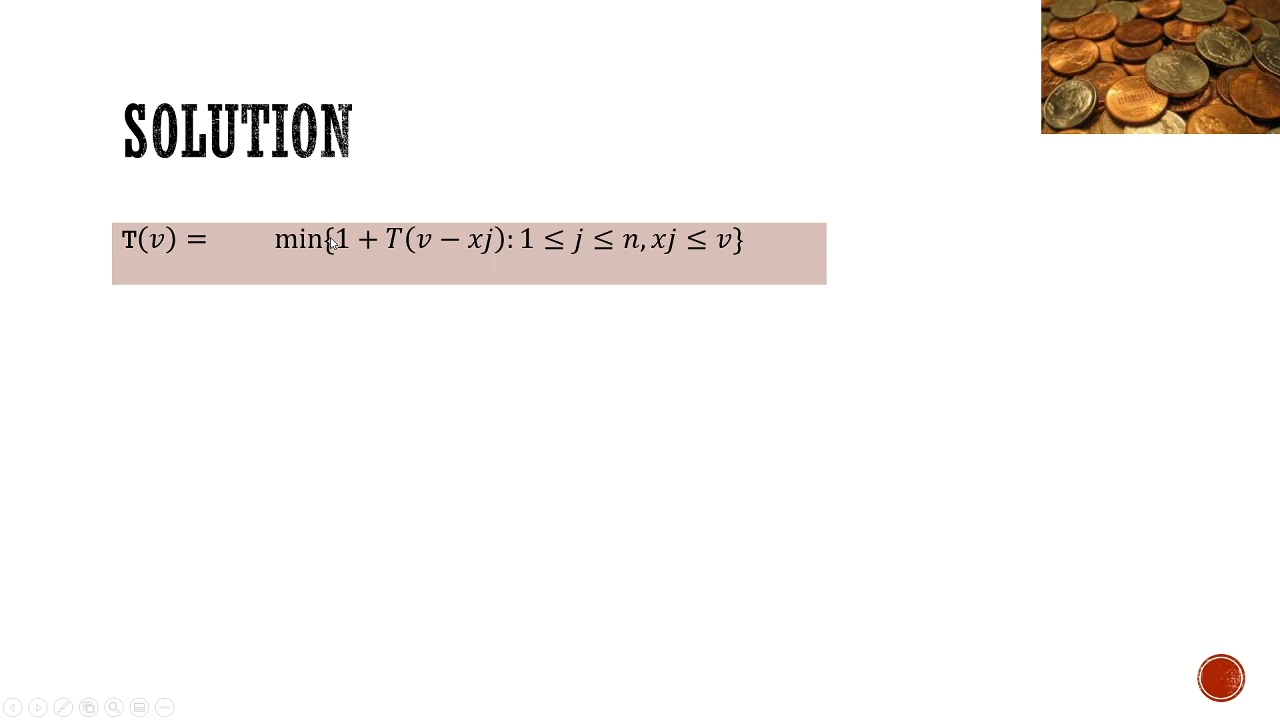 SOLUTION
T(v) = min{1 + T(v − xj): 1 ≤ j ≤ n, xj ≤ v}